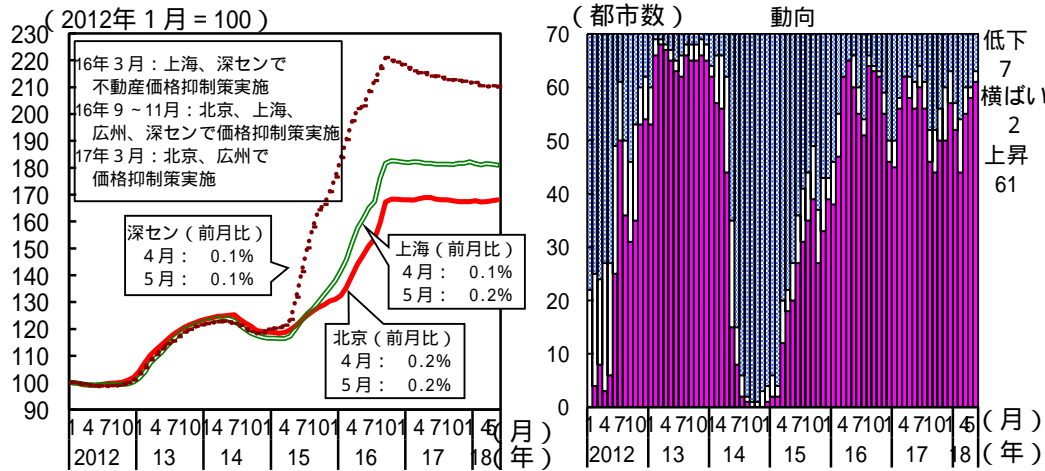 （2012年１月＝100）
230
220
210
200
190
180
170
160
150
140
130
120
110
100
90
16年３月：上海、深センで
不動産価格抑制策実施
16年９~11月：北京、上海、
広州、深センで価格抑制策実施
17年３月：北京、広州で
価格抑制策実施
深セン（前月比）
４月： 0.1%
５月： 0.1%
上海（前月比）
４月： 0.1%
５月： 0.2%
北京（前月比）
４月： 0.2%
５月： 0.2%
1 4 7 10 1 4 7 10 1 4 7 10 1 4 7 10 1 4 7 10 1 4 7 10 1 4 5 （月）
2012 13 14 15 16 17 18 （年）
（都市数） 動向
70
60
50
40
30
20
10
0
低下
7
横ばい
2
上昇
61
1 4 7 10 1 4 7 10 1 4 7 10 1 4 7 10 1 4 7 10 1 4 7 10 1 4 5 （月）
2012 13 14 15 16 17 18 （年）